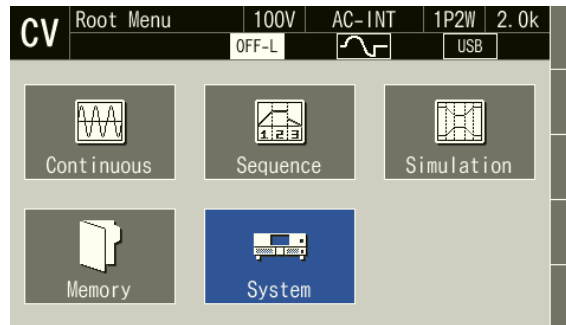 CV Root Menu 100V AC-INT 1P2W 2.0k
OFF-L USB
1 2 3
Continuous Sequence Simulation
Memory System